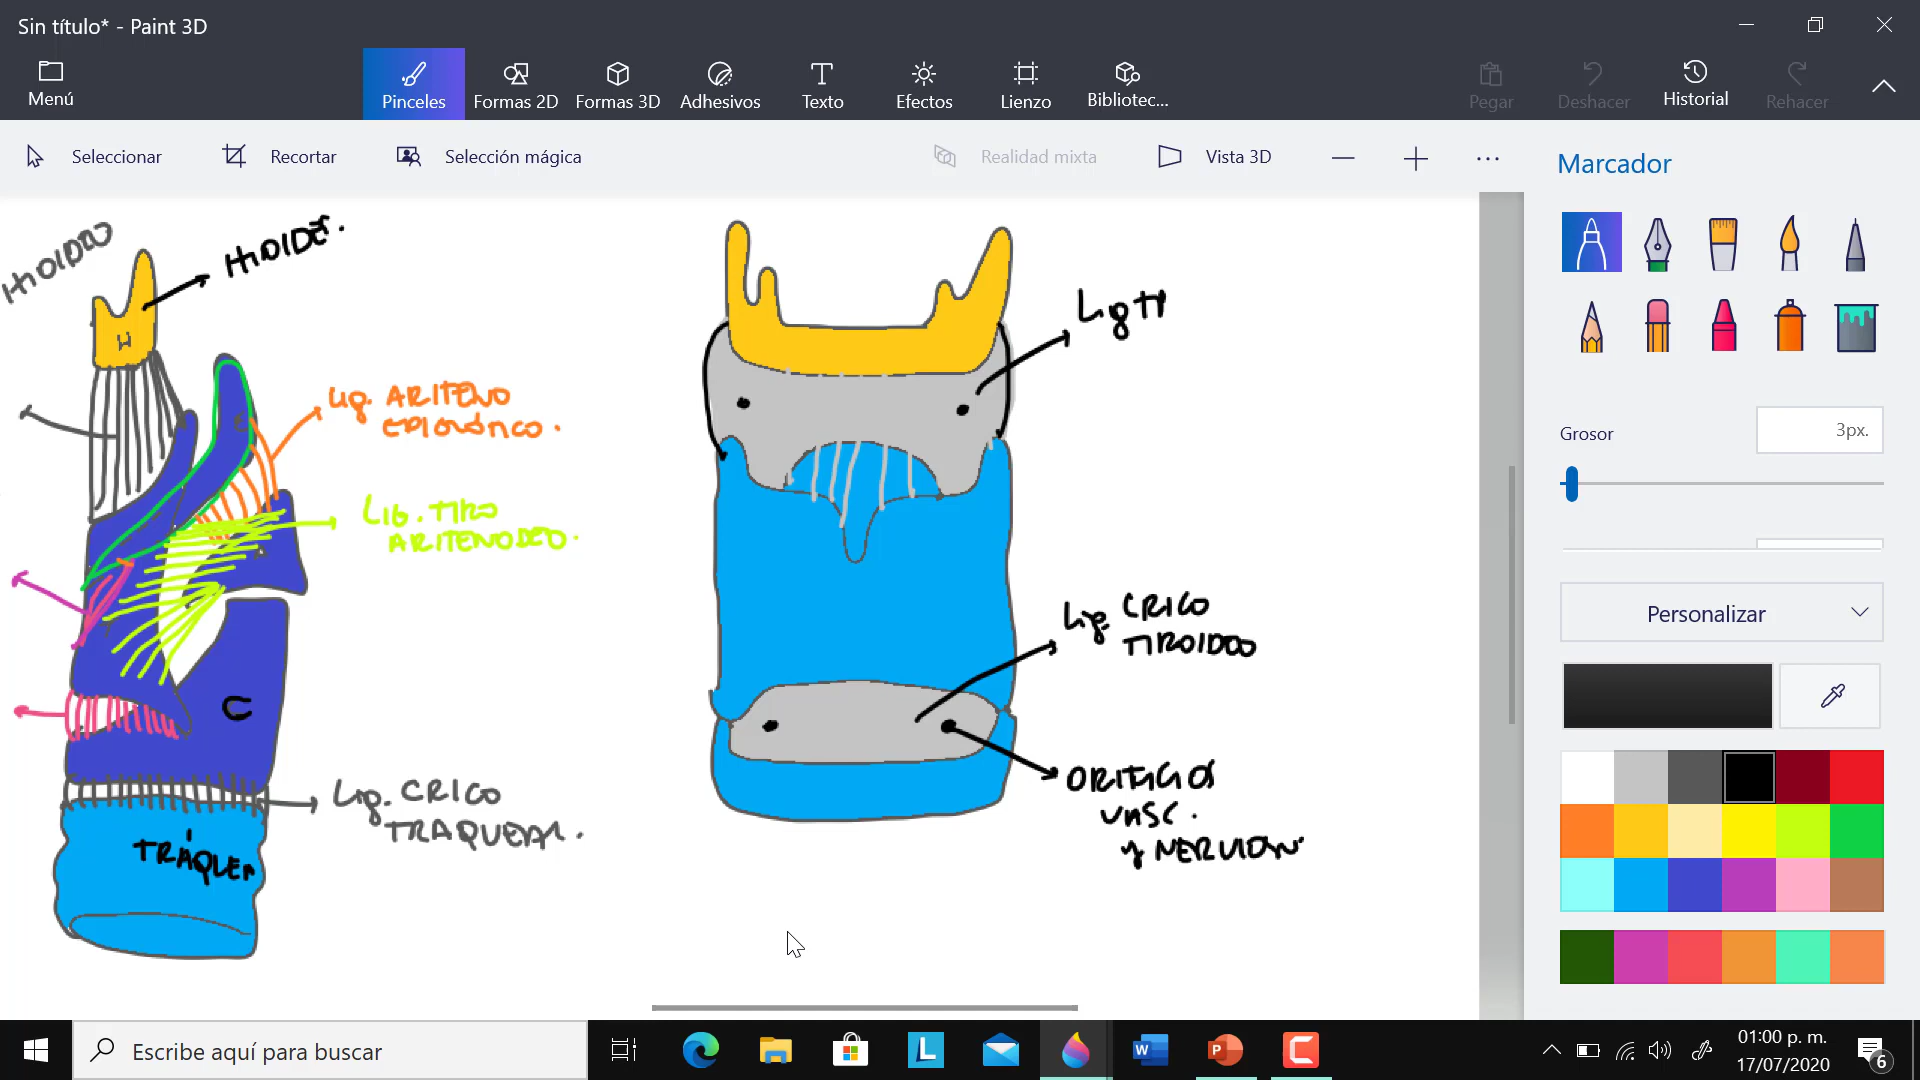 Sin título* - Paint 3D
Menú
Pinceles
Formas 2D
Formas 3D
Adhesivos
Texto
Efectos
Lienzo
Bibliotec...
Pegar
Deshacer
Historial
Rehacer
Seleccionar
Recortar
Selección mágica
Realidad mixta
Vista 3D
Marcador
Grosor
3px.
Personalizar
HIOIDEO
HIOIDES.
H
Lig. ARITENO
EPIGLÓTICO.
Lig. TIRO
ARITENODEO.
C
Lig. CRICO
TRAQUEAL.
TRÁQUEA
Lig TH
Lig. CRICO
TIROIDEO
ORIFICIOS
VASC.
y NERVIOS
Escribe aquí para buscar
01:00 p. m.
17/07/2020
6